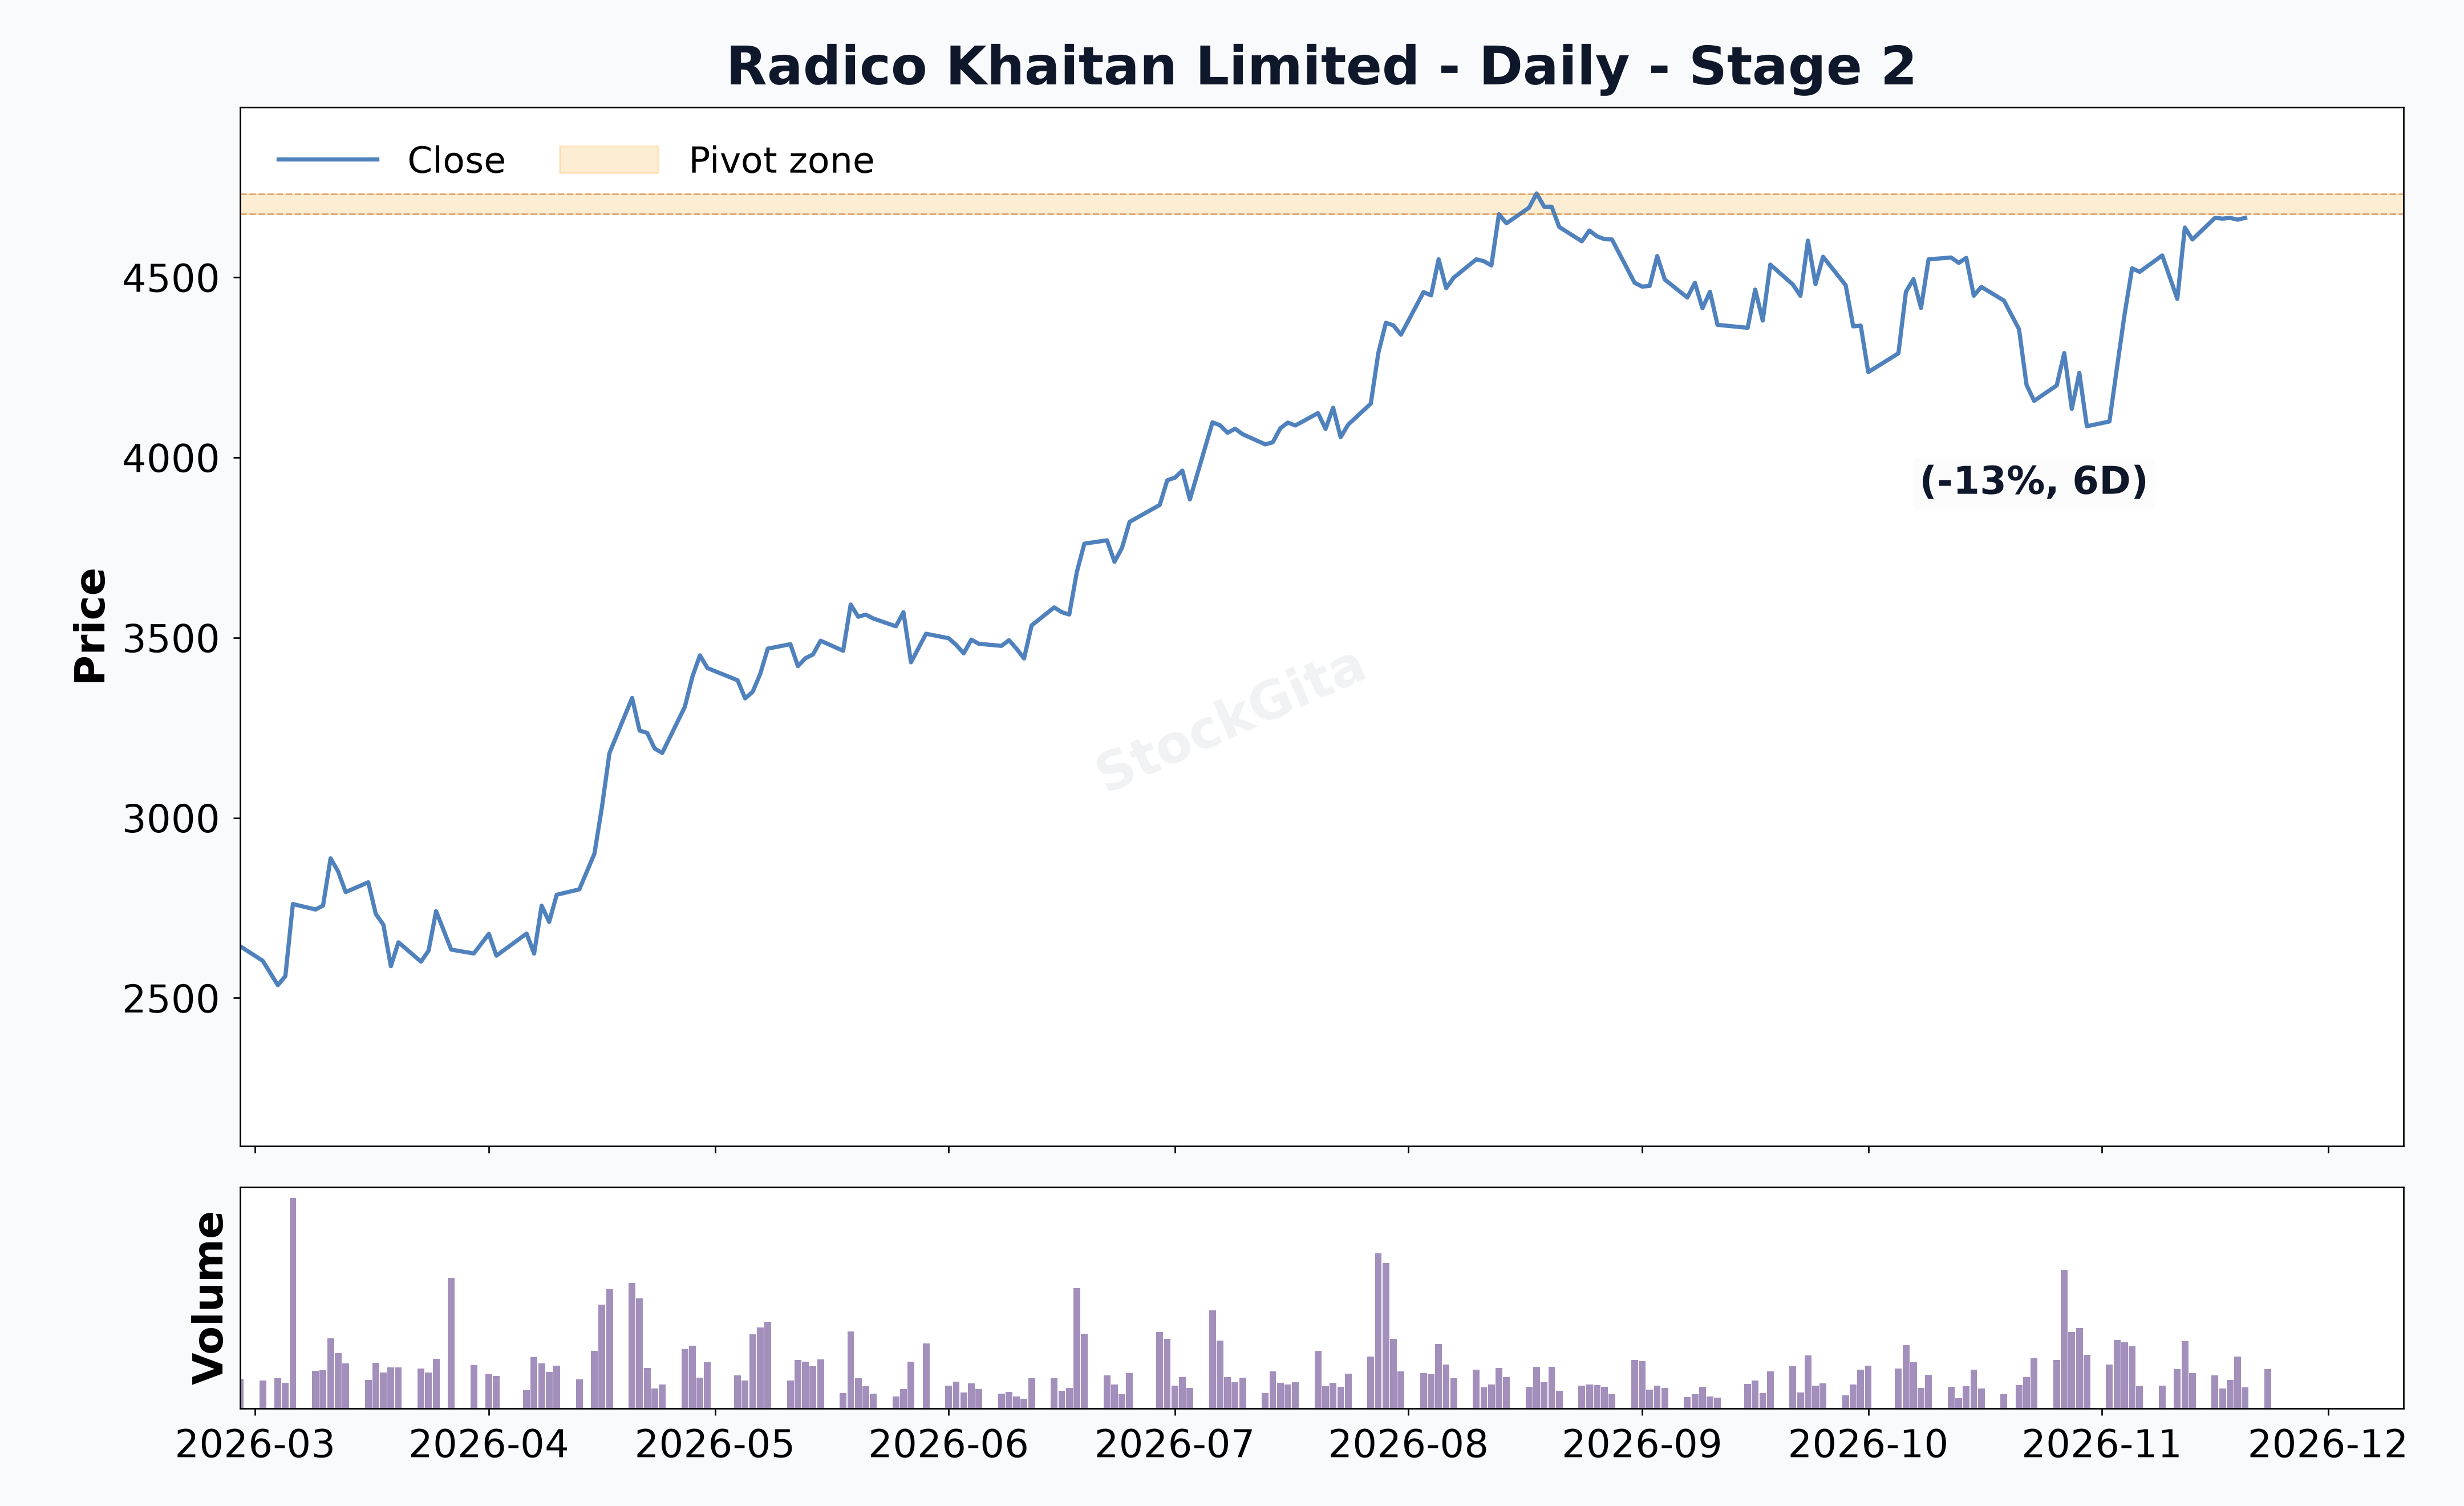 Radico Khaitan Limited - Daily - Stage 2
Close
Pivot zone
4500
4000
3500
3000
2500
Price
(-13%, 6D)
StockGita
Volume
2026-03
2026-04
2026-05
2026-06
2026-07
2026-08
2026-09
2026-10
2026-11
2026-12